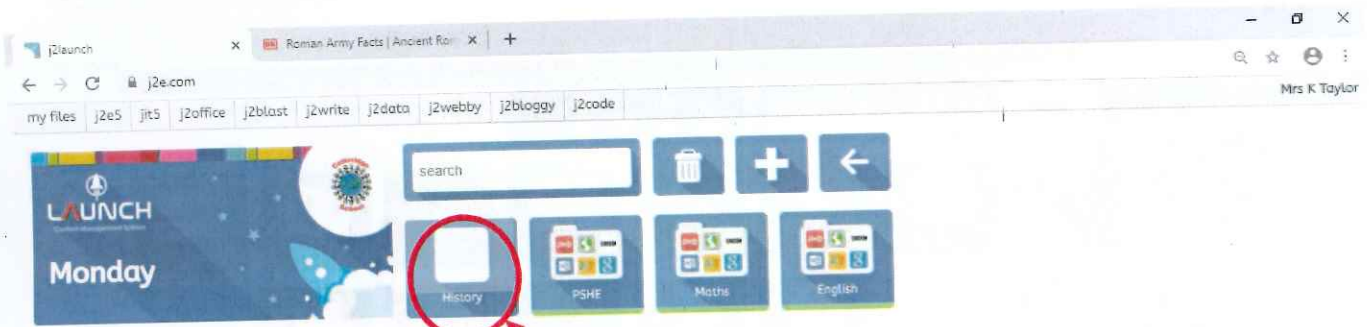 j2launch
Roman Army Facts | Ancient Ro
j2e.com
Mrs K Taylor
my files j2e5 jit5 j2office j2blast j2write j2data j2webby j2bloggy j2code
search
LAUNCH
Monday
History
PSHE
Maths
English